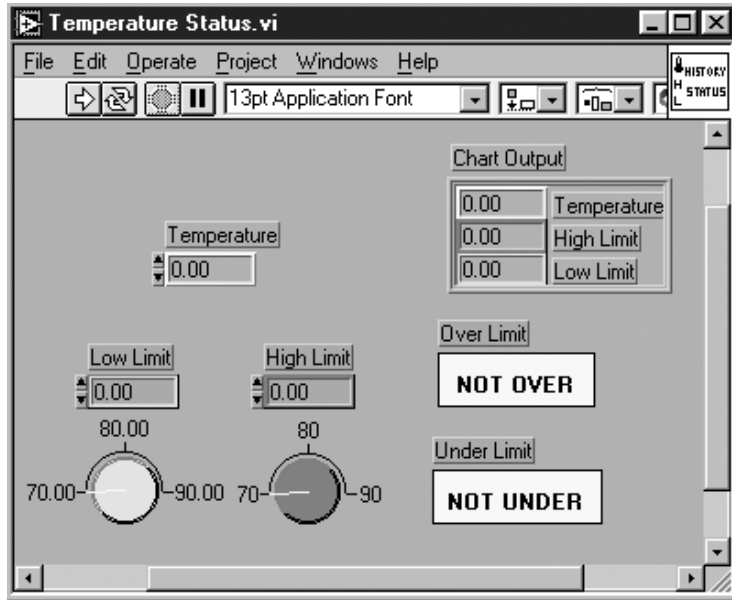 Temperature Status.vi
File Edit Operate Project Windows Help
HISTORY
H STATUS
L
13pt Application Font
Chart Output
0.00 Temperature
0.00 High Limit
0.00 Low Limit
Temperature
0.00
Low Limit
0.00
80.00
70.00 90.00
High Limit
0.00
80
70 90
Over Limit
NOT OVER
Under Limit
NOT UNDER